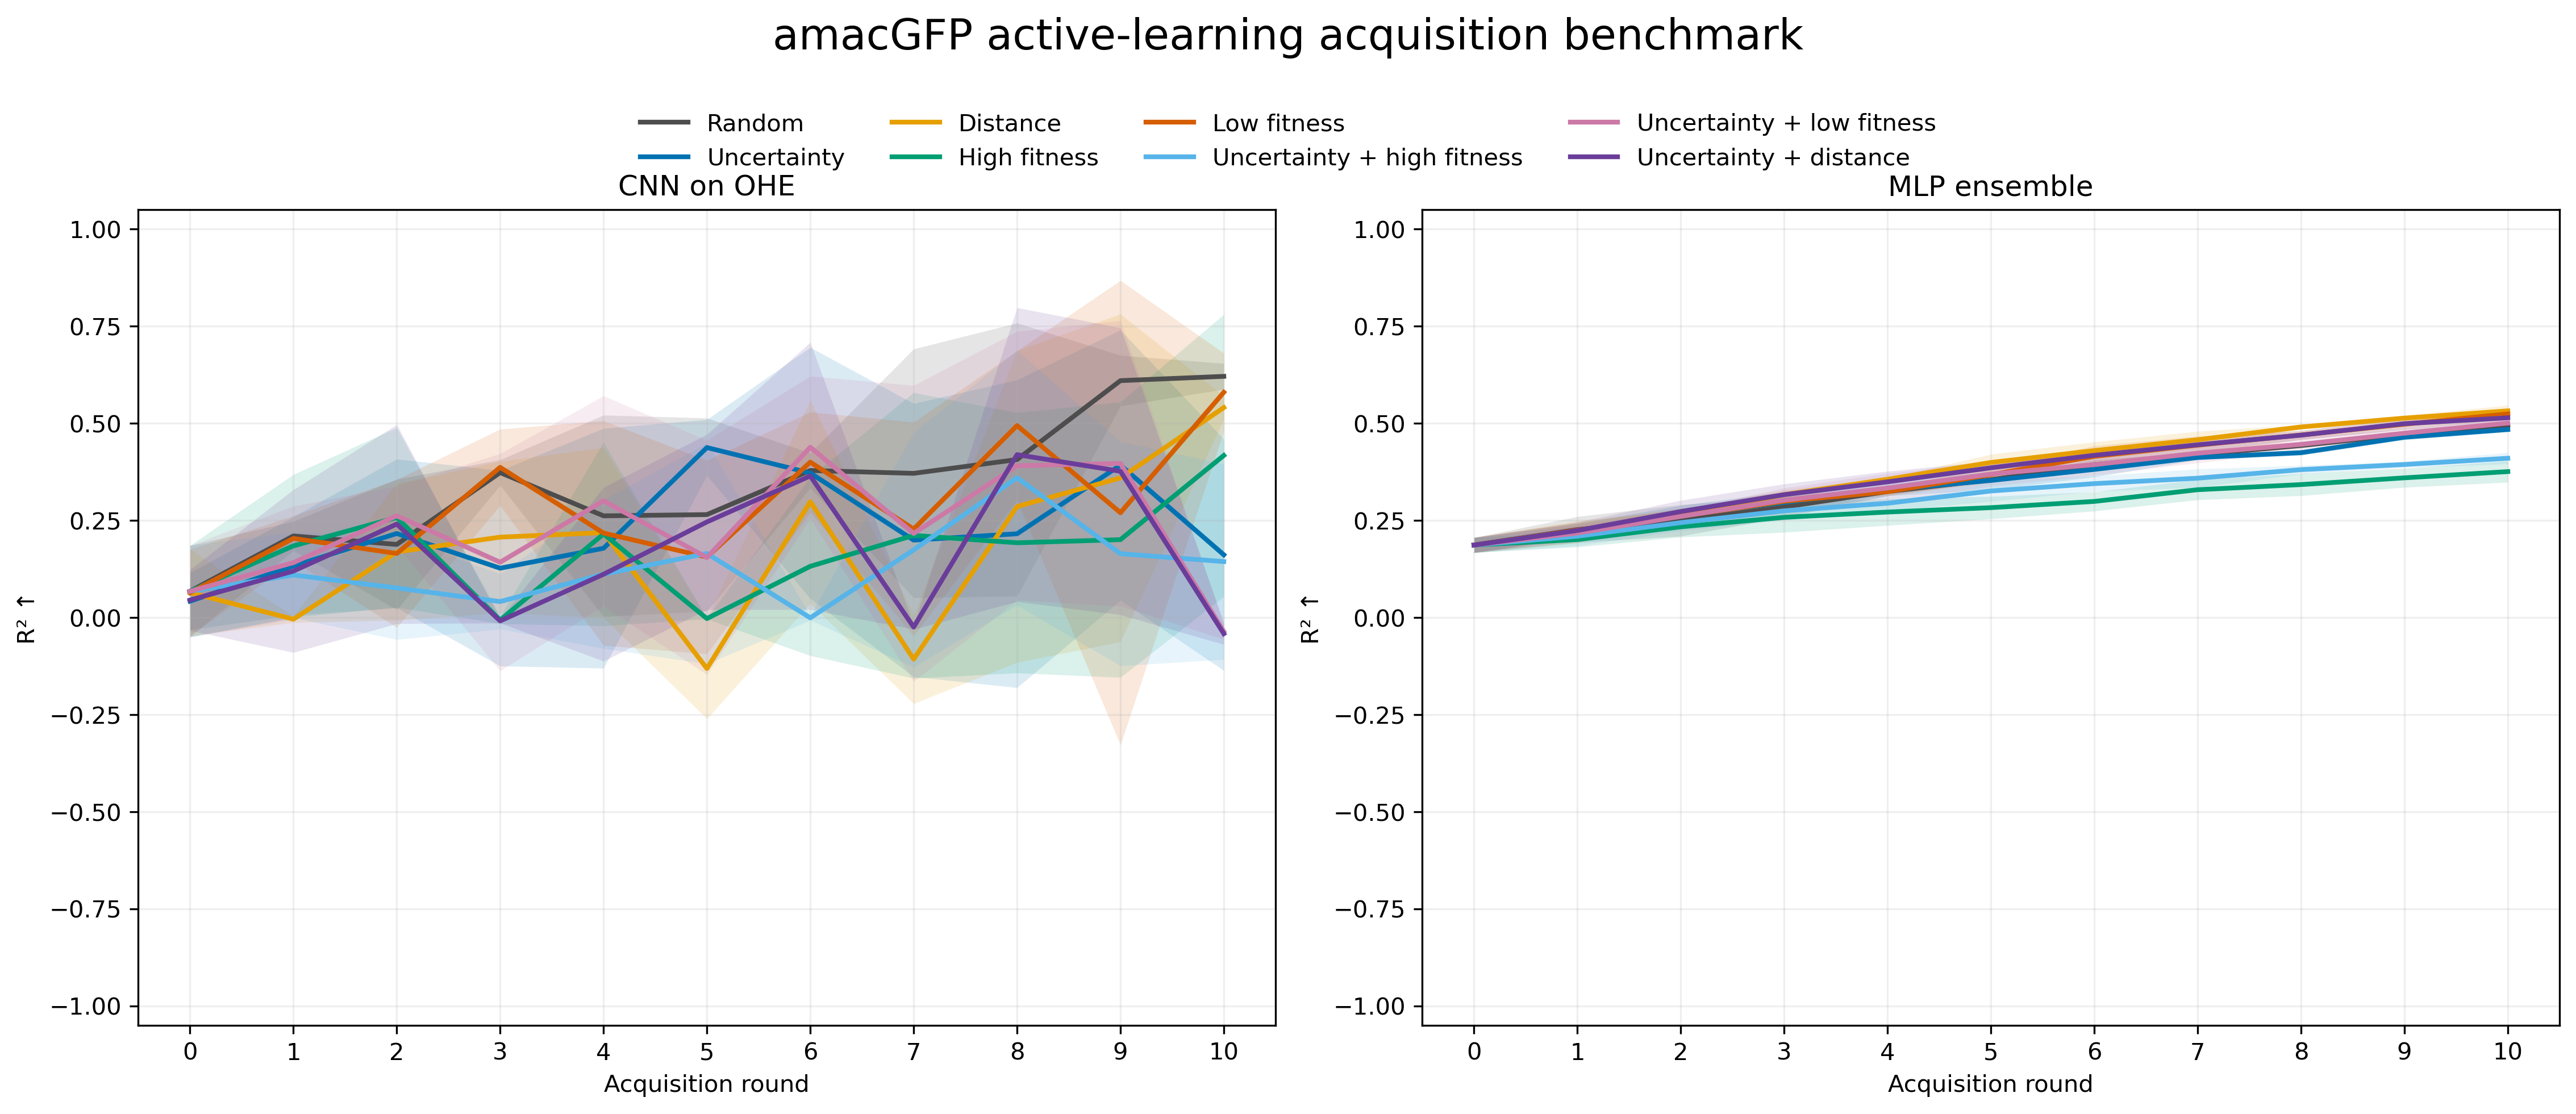 amacGFP active-learning acquisition benchmark
Random
Uncertainty
Distance
High fitness
Low fitness
Uncertainty + high fitness
Uncertainty + low fitness
Uncertainty + distance
CNN on OHE
1.00
0.75
0.50
0.25
0.00
−0.25
−0.50
−0.75
−1.00
R² ↑
0 1 2 3 4 5 6 7 8 9 10
Acquisition round
MLP ensemble
1.00
0.75
0.50
0.25
0.00
−0.25
−0.50
−0.75
−1.00
R² ↑
0 1 2 3 4 5 6 7 8 9 10
Acquisition round